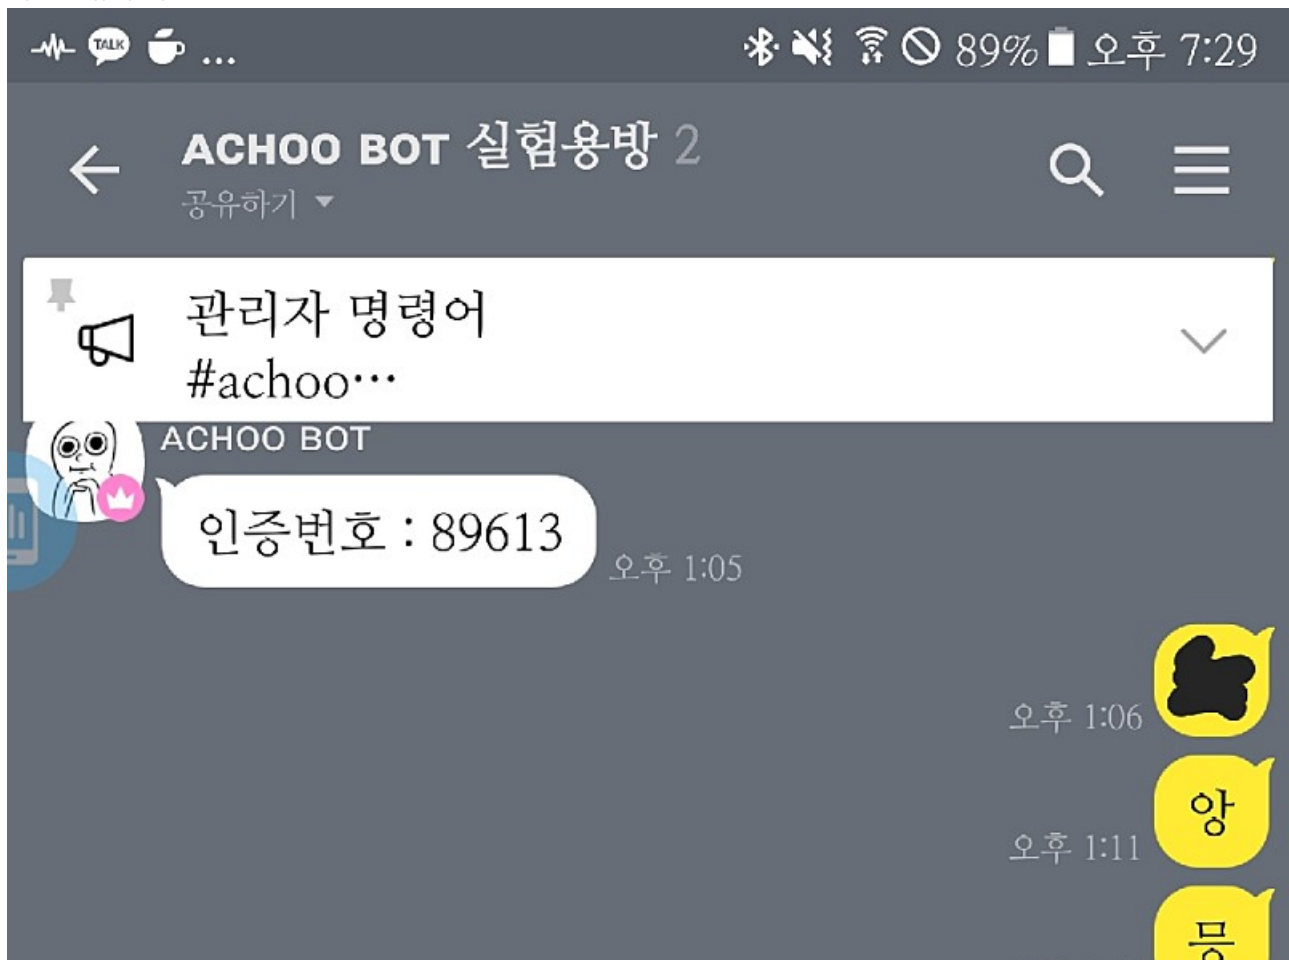 TALK
... 89% 오후 7:29
ACHOO BOT 실험용방 2
공유하기
관리자 명령어
#achoo...
ACHOO BOT
인증번호 : 89613
오후 1:05
오후 1:06
앙
오후 1:11
믕